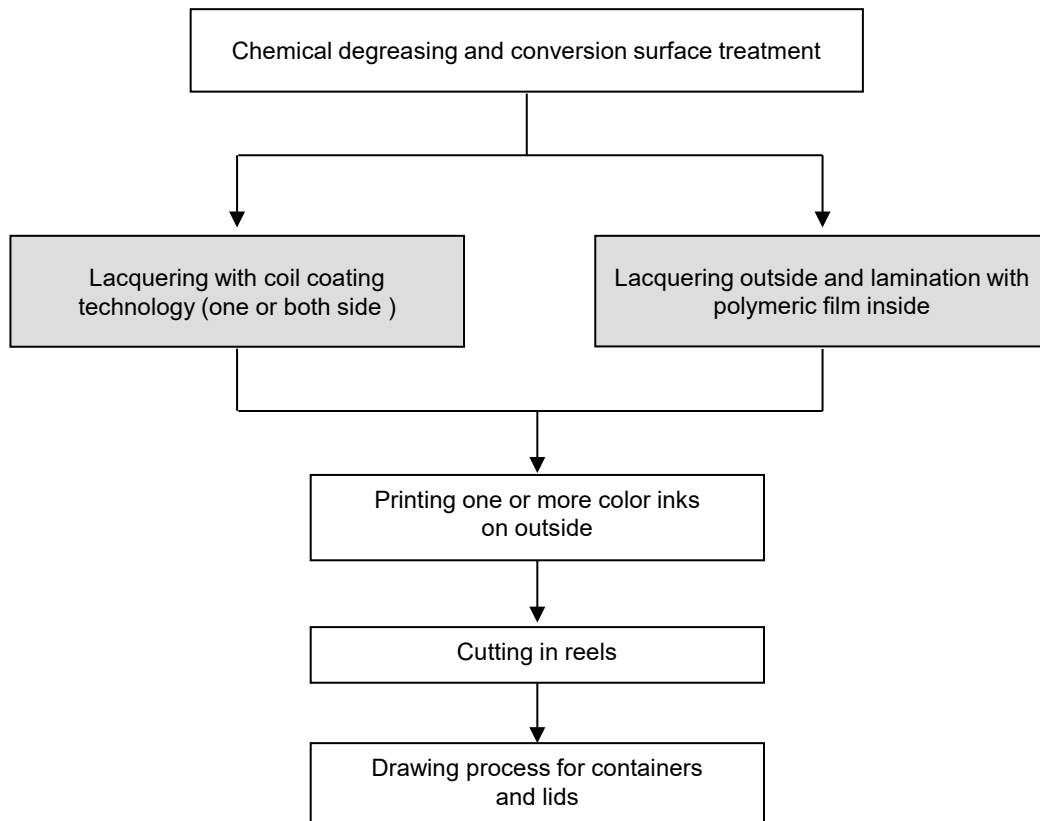 Chemical degreasing and conversion surface treatment
Lacquering with coil coating
technology (one or both side )
Lacquering outside and lamination with
polymeric film inside
Printing one or more color inks
on outside
Cutting in reels
Drawing process for containers
and lids